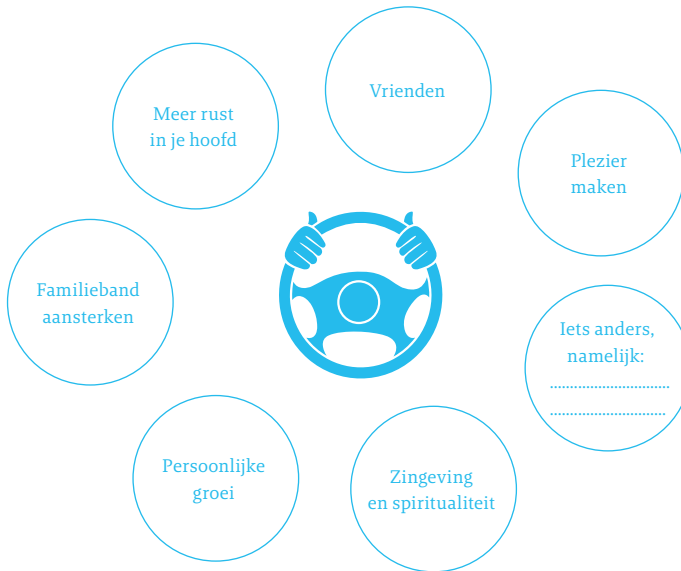 Vrienden
Meer rust
in je hoofd
Plezier
maken
Familieband
aansterken
Iets anders,
namelijk:
..............................
.............................
Persoonlijke
groei
Zingeving
en spiritualiteit